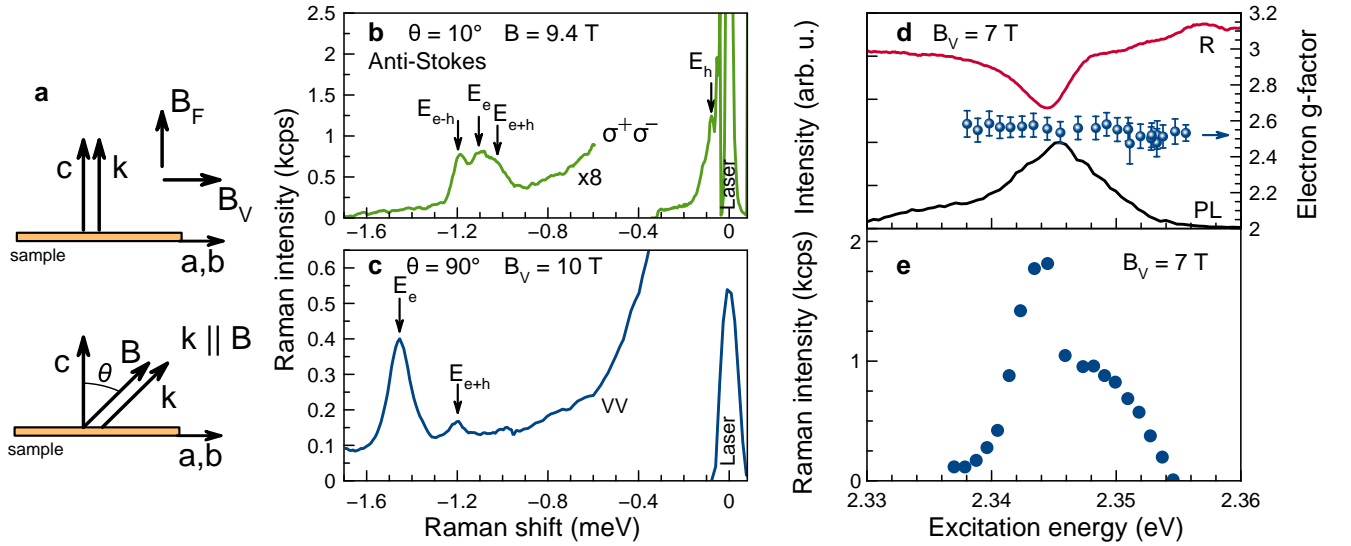 a
B_F
c
k
B_V
sample
a,b
k || B
c
B
θ
k
sample
a,b
b
θ = 10° B = 9.4 T
Anti-Stokes
E_h
E_e-h
E_e
E_e+h
σ⁺σ⁻
x8
Laser
2.5
2
1.5
1
0.5
0
−1.6
−1.2
−0.8
−0.4
0
c
θ = 90° B_V = 10 T
E_e
E_e+h
VV
Laser
0.6
0.5
0.4
0.3
0.2
0.1
0
−1.6
−1.2
−0.8
−0.4
0
Raman intensity (kcps)
Raman shift (meV)
d
B_V = 7 T
R
PL
Intensity (arb. u.)
3.2
3
2.8
2.6
2.4
2.2
2
Electron g-factor
e
B_V = 7 T
2
1
0
Raman intensity (kcps)
2.33
2.34
2.35
2.36
Excitation energy (eV)